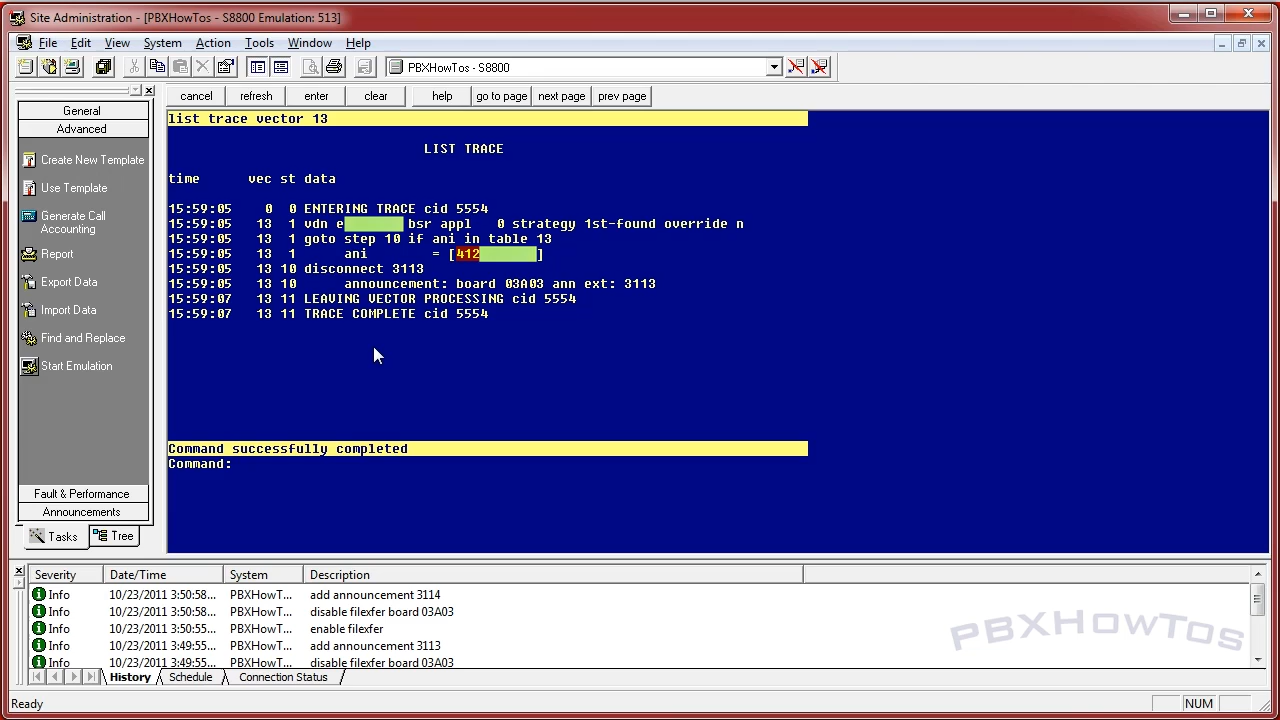 Site Administration - [PBXHowTos - S8800 Emulation: 513]
File Edit View System Action Tools Window Help
PBXHowTos - S8800
cancel refresh enter clear help go to page next page prev page
General
Advanced
Create New Template
Use Template
Generate Call
Accounting
Report
Export Data
Import Data
Find and Replace
Start Emulation
Fault & Performance
Announcements
Tasks Tree
list trace vector 13
LIST TRACE
time vec st data
15:59:05 0 0 ENTERING TRACE cid 5554
15:59:05 13 1 vdn e bsr appl 0 strategy 1st-found override n
15:59:05 13 1 goto step 10 if ani in table 13
15:59:05 13 1 ani = [412 ]
15:59:05 13 10 disconnect 3113
15:59:05 13 10 announcement: board 03A03 ann ext: 3113
15:59:07 13 11 LEAVING VECTOR PROCESSING cid 5554
15:59:07 13 11 TRACE COMPLETE cid 5554
Command successfully completed
Command:
Severity Date/Time System Description
Info 10/23/2011 3:50:58... PBXHowT... add announcement 3114
Info 10/23/2011 3:50:58... PBXHowT... disable filexfer board 03A03
Info 10/23/2011 3:50:55... PBXHowT... enable filexfer
Info 10/23/2011 3:49:55... PBXHowT... add announcement 3113
Info 10/23/2011 3:49:55... PBXHowT... disable filexfer board 03A03
PBXHowTos
History Schedule Connection Status
Ready NUM